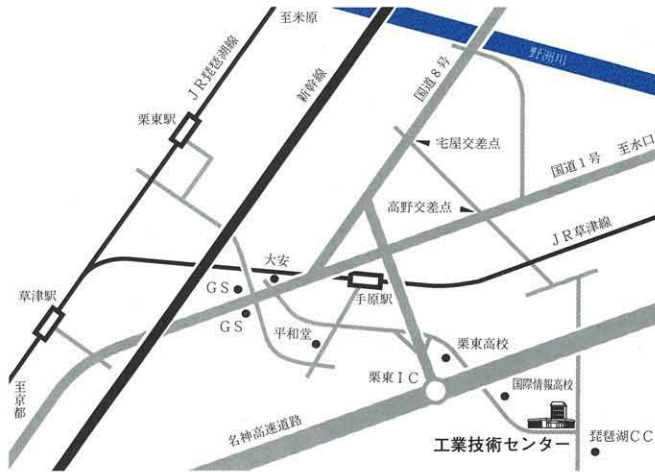 至米原
JR琵琶湖線
新幹線
国道8号
野洲川
栗東駅
宅屋交差点
国道1号
至水口
高野交差点
JR草津線
大安
GS
手原駅
草津駅
GS
平和堂
栗東高校
至京都
栗東IC
国際情報高校
名神高速道路
工業技術センター
琵琶湖CC